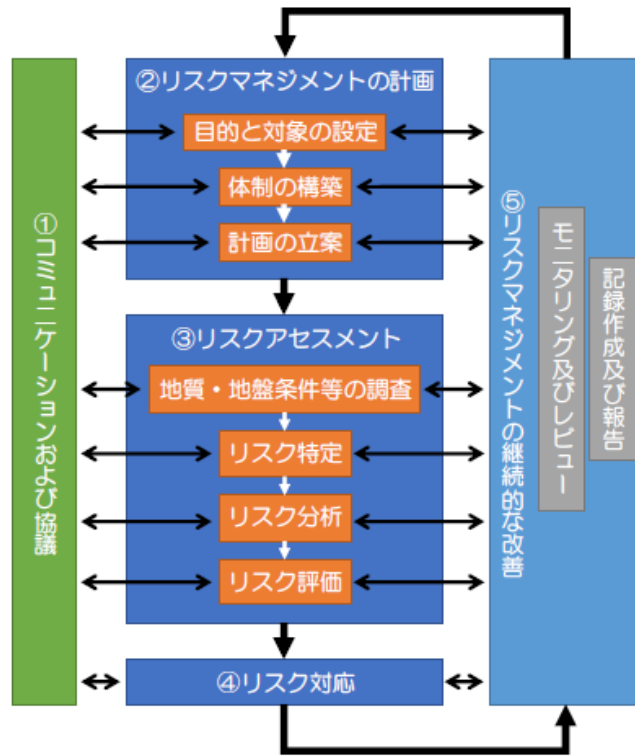 ①コミュニケーションおよび協議
②リスクマネジメントの計画
目的と対象の設定
体制の構築
計画の立案
③リスクアセスメント
地質・地盤条件等の調査
リスク特定
リスク分析
リスク評価
④リスク対応
⑤リスクマネジメントの継続的な改善
モニタリング及びレビュー
記録作成及び報告